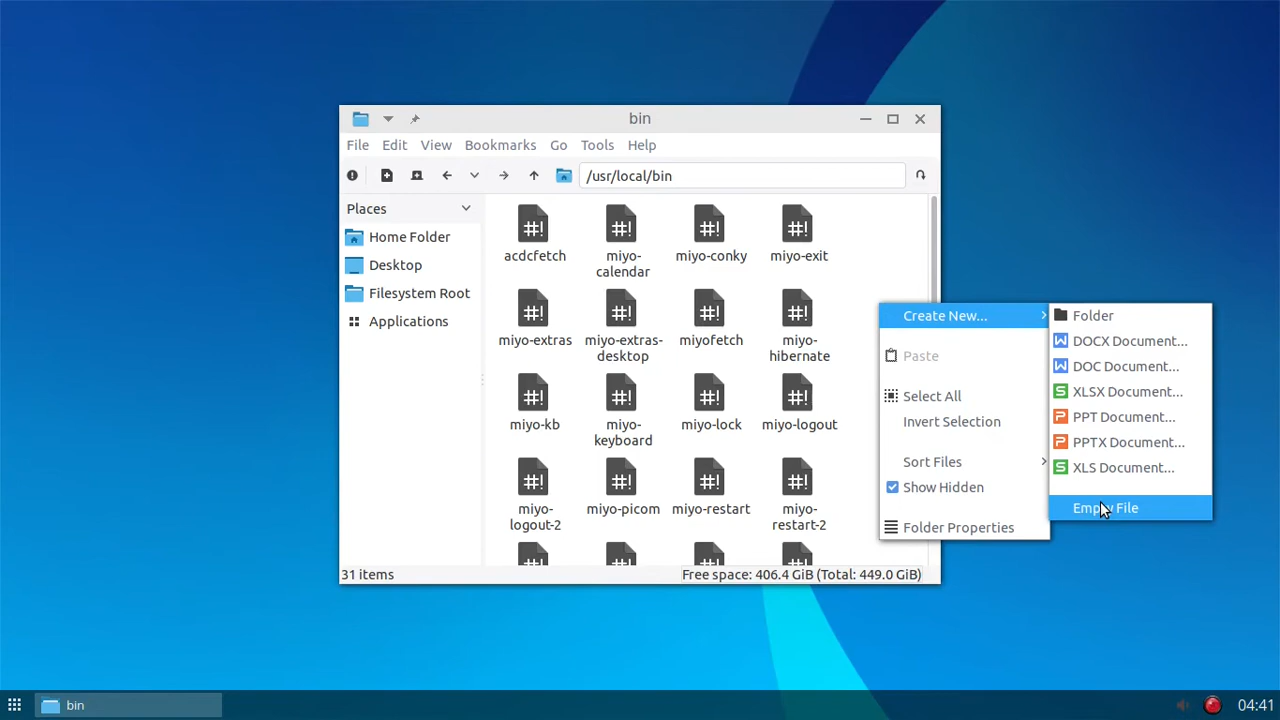 bin
File Edit View Bookmarks Go Tools Help
/usr/local/bin
Places
Home Folder
Desktop
Filesystem Root
Applications
acdcfetch
miyo-
calendar
miyo-conky
miyo-exit
miyo-extras
miyo-extras-
desktop
miyofetch
miyo-
hibernate
miyo-kb
miyo-
keyboard
miyo-lock
miyo-logout
miyo-
logout-2
miyo-picom
miyo-restart
miyo-
restart-2
Create New...
Paste
Select All
Invert Selection
Sort Files
Show Hidden
Folder Properties
Folder
DOCX Document...
DOC Document...
XLSX Document...
PPT Document...
PPTX Document...
XLS Document...
Empty File
31 items
Free space: 406.4 GiB (Total: 449.0 GiB)
bin
04:41